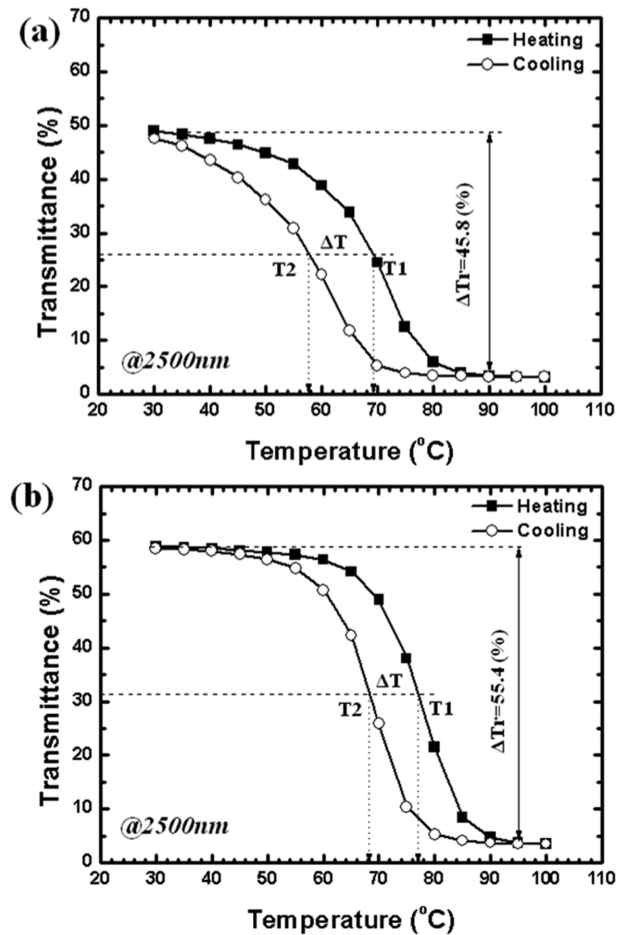 (a)
Heating
Cooling
Transmittance (%)
70
60
50
40
30
20
10
0
ΔT
T2
T1
ΔTr=45.8 (%)
@2500nm
20 30 40 50 60 70 80 90 100 110
Temperature (°C)
(b)
Heating
Cooling
Transmittance (%)
70
60
50
40
30
20
10
0
ΔT
T2
T1
ΔTr=55.4 (%)
@2500nm
20 30 40 50 60 70 80 90 100 110
Temperature (°C)